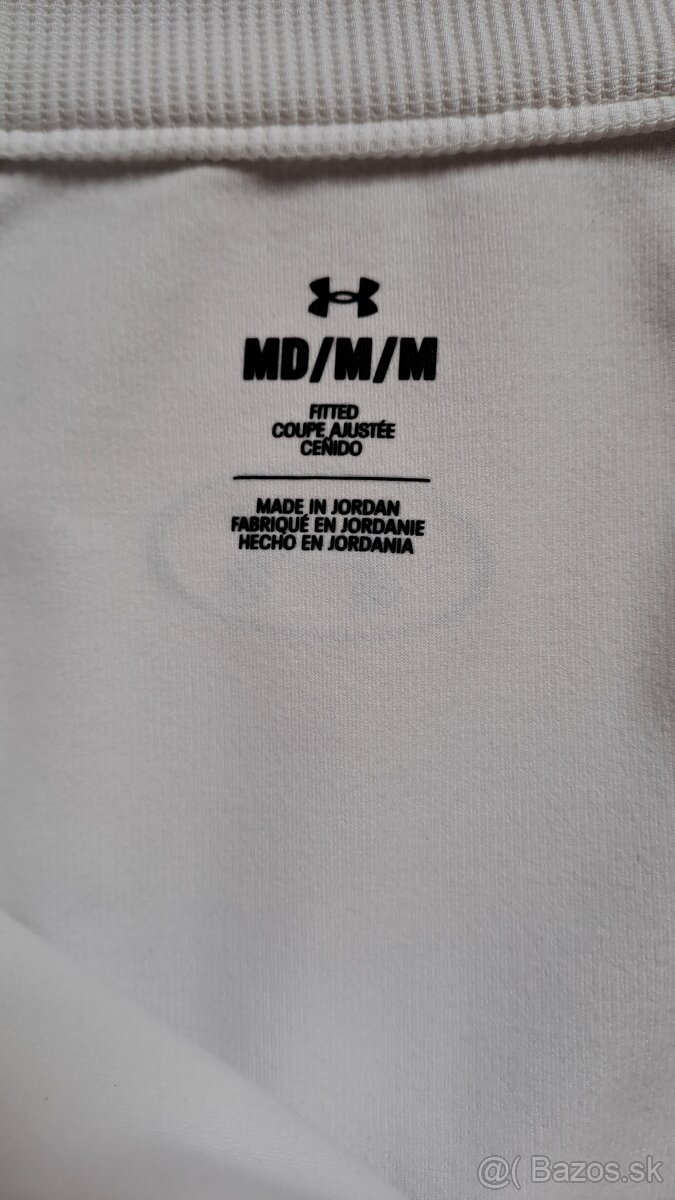 MD/M/M
FITTED
COUPE AJUSTÉE
CEÑIDO
MADE IN JORDAN
FABRIQUÉ EN JORDANIE
HECHO EN JORDANIA
@( Bazos.sk